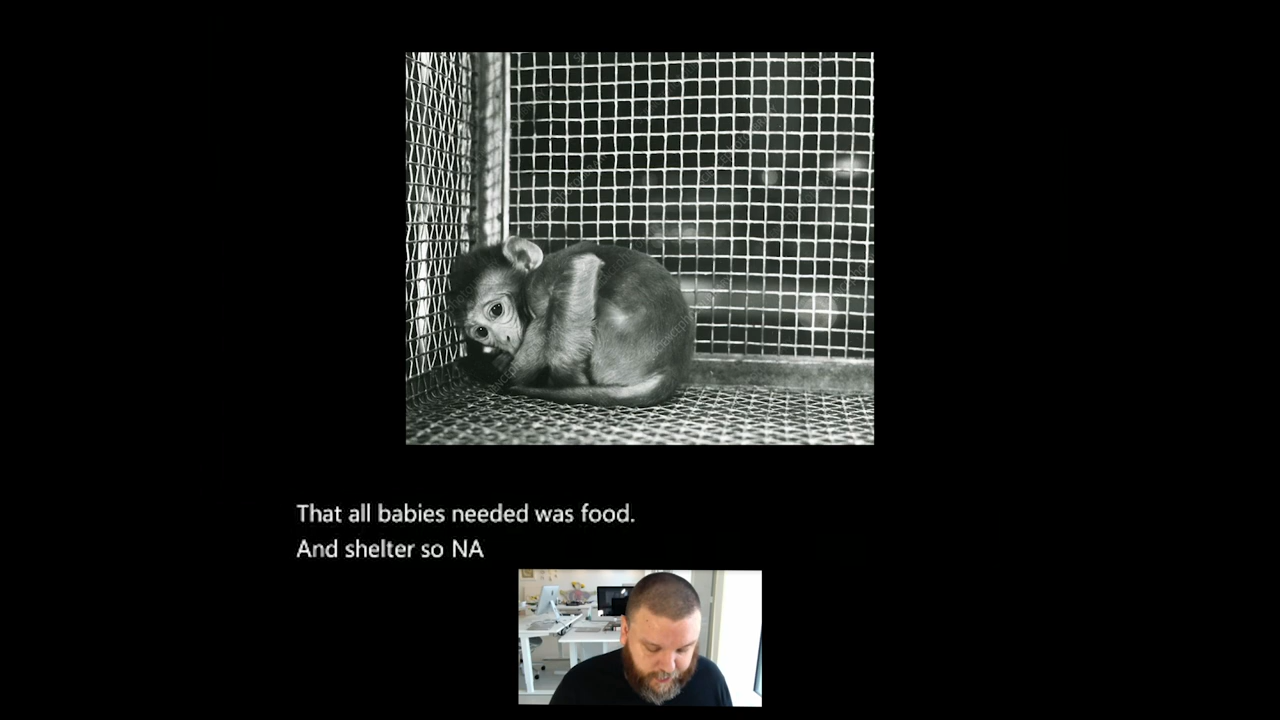 That all babies needed was food.
And shelter so NA